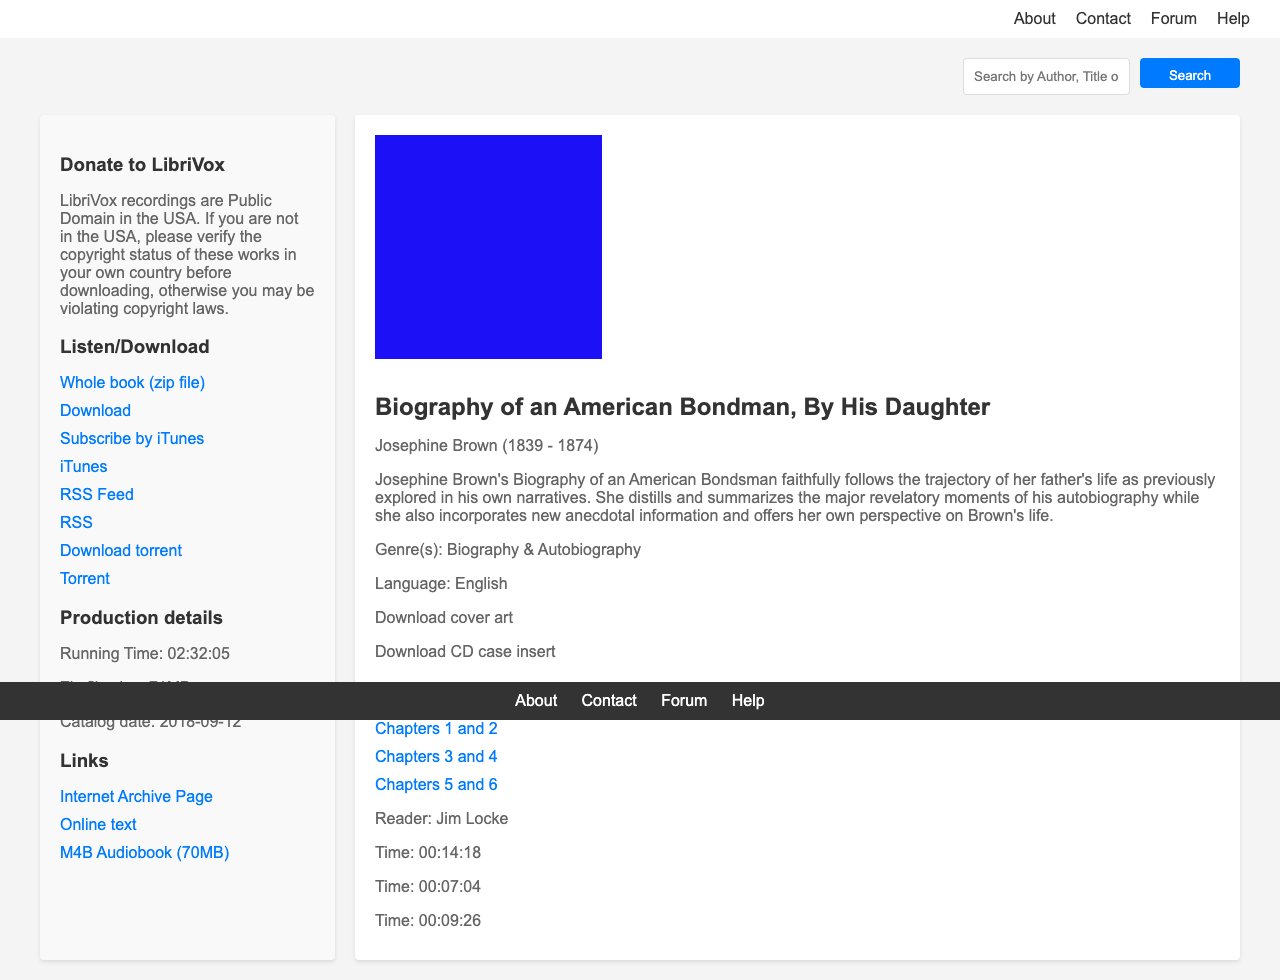 About Contact Forum Help
Search by Author, Title o
Search
Donate to LibriVox
LibriVox recordings are Public
Domain in the USA. If you are not
in the USA, please verify the
copyright status of these works in
your own country before
downloading, otherwise you may be
violating copyright laws.
Listen/Download
Whole book (zip file)
Download
Subscribe by iTunes
iTunes
RSS Feed
RSS
Download torrent
Torrent
Production details
Running Time: 02:32:05
Catalog date: 2018-09-12
Links
Internet Archive Page
Online text
M4B Audiobook (70MB)
Biography of an American Bondman, By His Daughter
Josephine Brown (1839 - 1874)
Josephine Brown's Biography of an American Bondsman faithfully follows the trajectory of her father's life as previously
explored in his own narratives. She distills and summarizes the major revelatory moments of his autobiography while
she also incorporates new anecdotal information and offers her own perspective on Brown's life.
Genre(s): Biography & Autobiography
Language: English
Download cover art
Download CD case insert
About Contact Forum Help
Chapters 1 and 2
Chapters 3 and 4
Chapters 5 and 6
Reader: Jim Locke
Time: 00:14:18
Time: 00:07:04
Time: 00:09:26